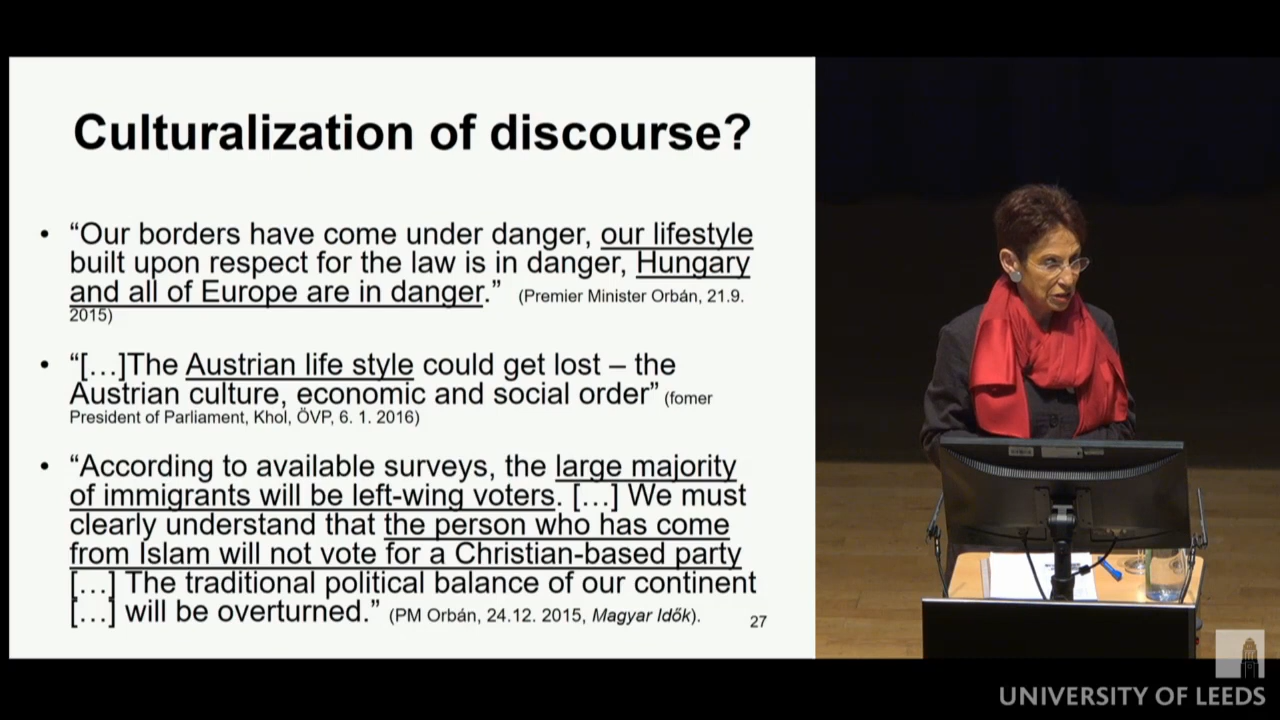 Culturalization of discourse?
• “Our borders have come under danger, our lifestyle
built upon respect for the law is in danger, Hungary
and all of Europe are in danger.” (Premier Minister Orbán, 21.9.
2015)
• “[…]The Austrian life style could get lost – the
Austrian culture, economic and social order” (fomer
President of Parliament, Khol, ÖVP, 6. 1. 2016)
• “According to available surveys, the large majority
of immigrants will be left-wing voters. […] We must
clearly understand that the person who has come
from Islam will not vote for a Christian-based party
[…] The traditional political balance of our continent
[…] will be overturned.” (PM Orbán, 24.12. 2015, Magyar Idők).
27
UNIVERSITY OF LEEDS